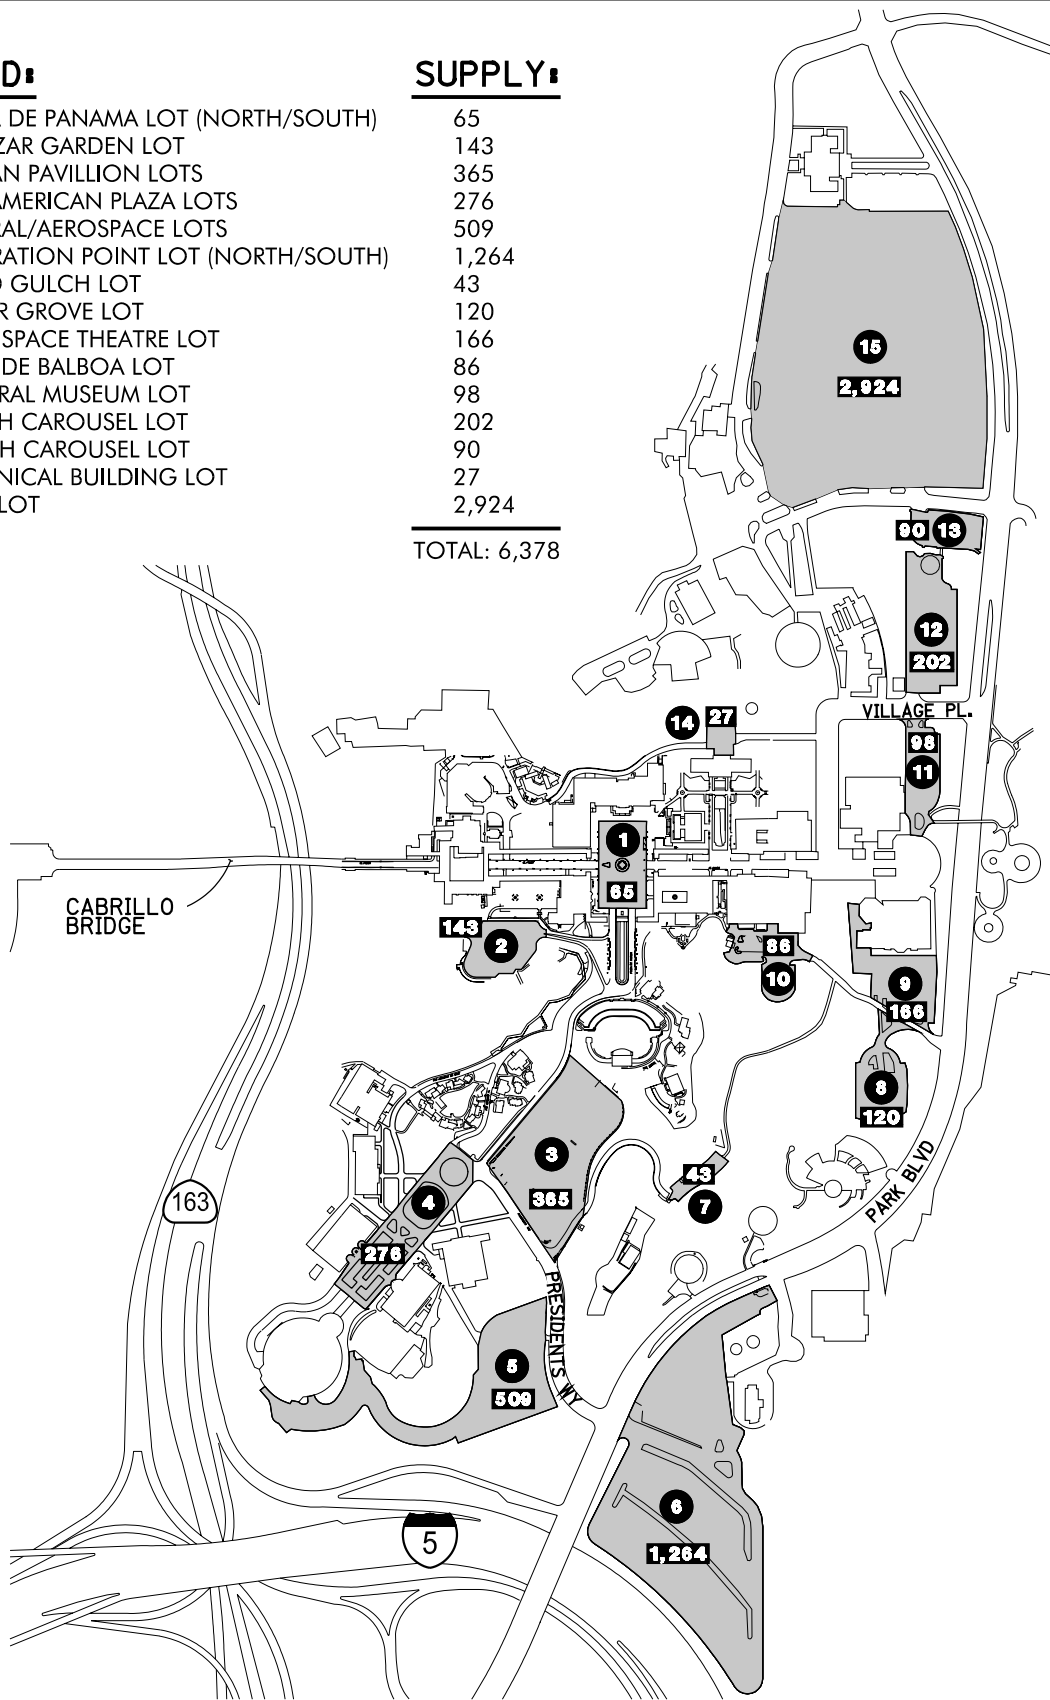 D: SUPPLY:
L DE PANAMA LOT (NORTH/SOUTH) 65
ZAR GARDEN LOT 143
AN PAVILLION LOTS 365
AMERICAN PLAZA LOTS 276
RAL/AEROSPACE LOTS 509
RATION POINT LOT (NORTH/SOUTH) 1,264
O GULCH LOT 43
R GROVE LOT 120
SPACE THEATRE LOT 166
DE BALBOA LOT 86
RAL MUSEUM LOT 98
H CAROUSEL LOT 202
H CAROUSEL LOT 90
NICAL BUILDING LOT 27
LOT 2,924
TOTAL: 6,378
15
2,924
90 13
12
202
VILLAGE PL.
14 27
98
11
1
65
CABRILLO
BRIDGE
143
2
86
10
9
166
8
120
3
365
43
7
PARK BLVD
163
4
276
PRESIDENTS WY
5
509
6
1,264
5